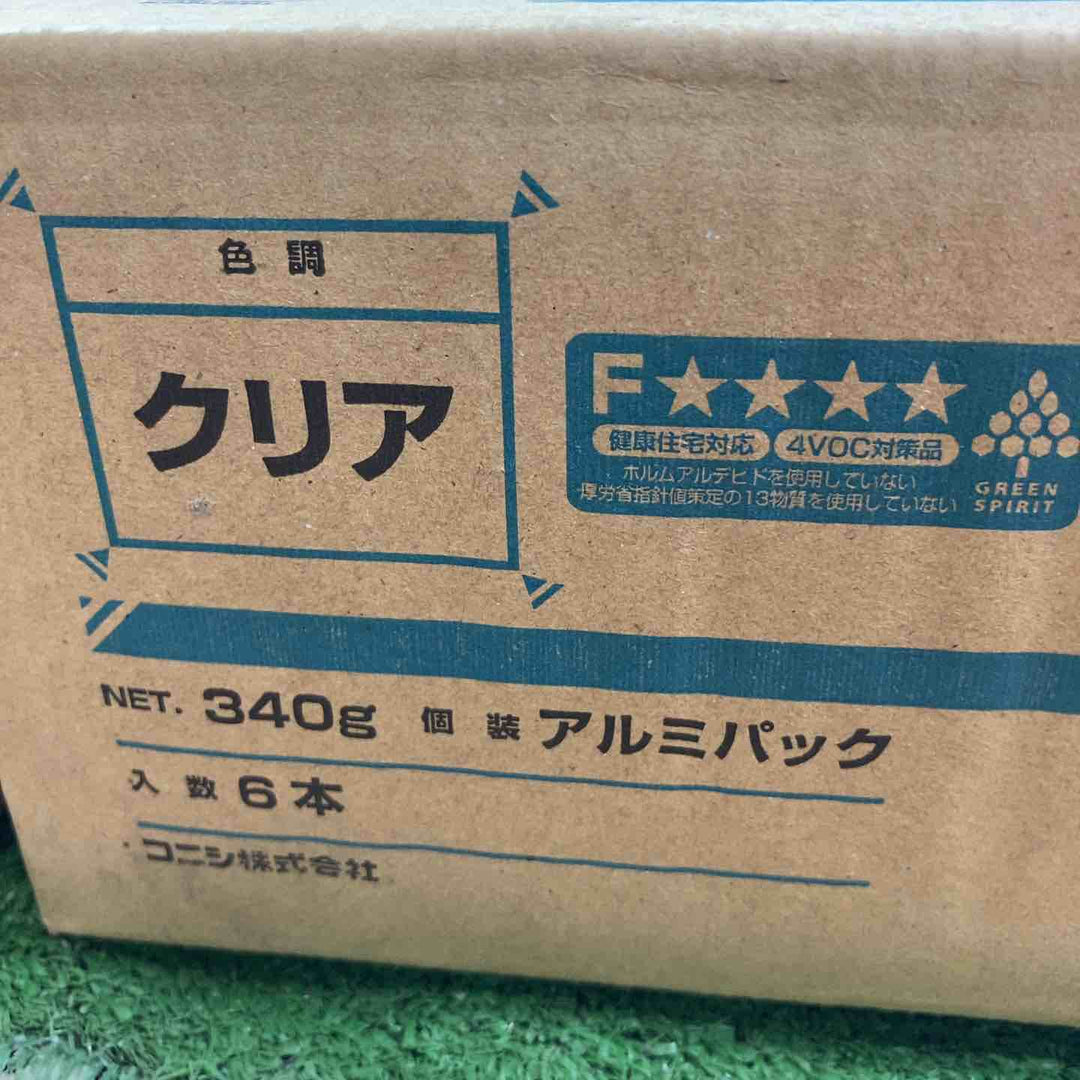 色調
クリア
F★★★★
健康住宅対応 4VOC対策品
ホルムアルデヒドを使用していない
厚労省指針値策定の13物質を使用していない
GREEN
SPIRIT
NET. 340g 個装 アルミパック
入数 6本
コニシ株式会社